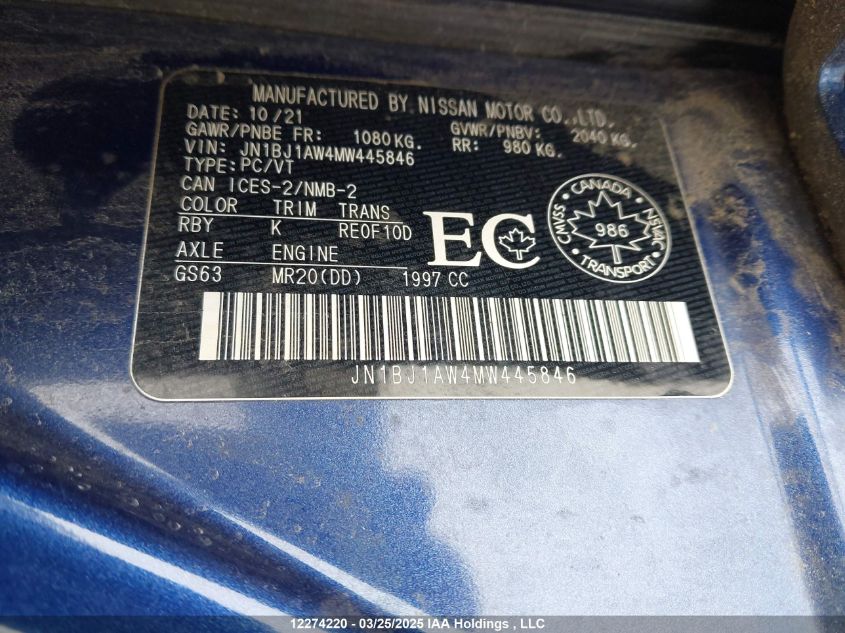 MANUFACTURED BY NISSAN MOTOR CO.,LTD.
DATE: 10/21
GAWR/PNBE FR: 1080KG. GVWR/PNBV: 2040 KG.
VIN: JN1BJ1AW4MW445846 RR: 980 KG.
TYPE: PC/VT
CAN ICES-2/NMB-2
COLOR TRIM TRANS
RBY K RE0F10D
AXLE ENGINE
GS63 MR20(DD) 1997 CC
EC
CANADA
CMVSS 986 NSVAC
TRANSPORT
JN1BJ1AW4MW445846
12274220 - 03/25/2025 IAA Holdings , LLC